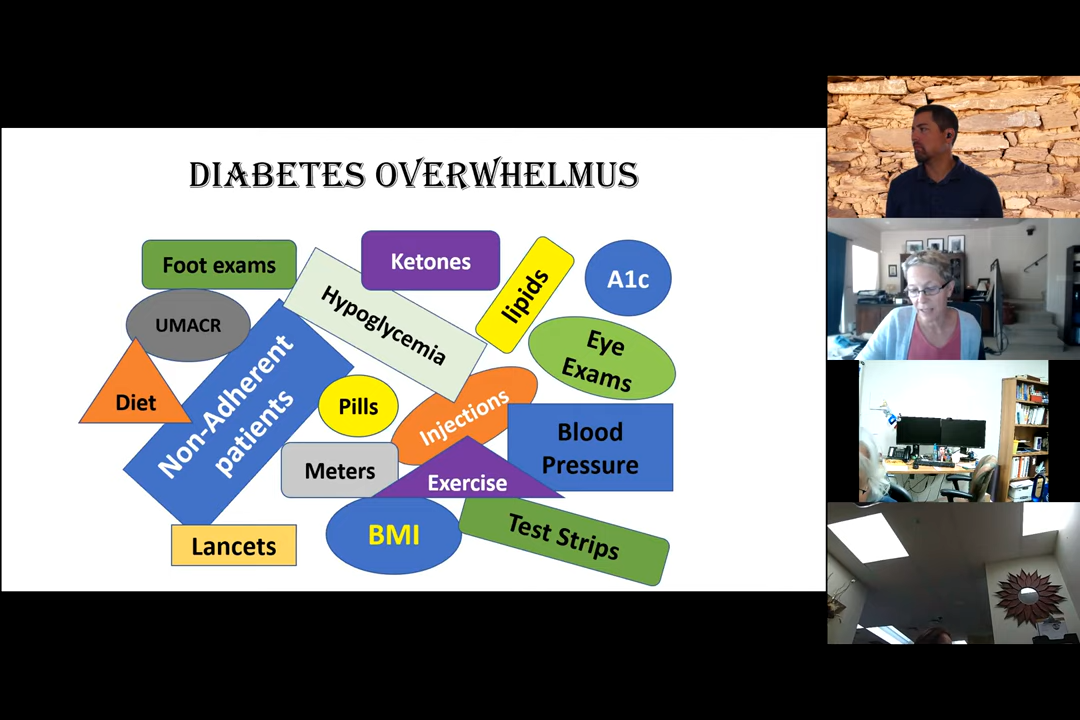 DIABETES OVERWHELMUS
Foot exams
Ketones
lipids
A1c
UMACR
Hypoglycemia
Eye
Exams
Diet
Non-Adherent
patients
Pills
Injections
Blood
Pressure
Meters
Exercise
Lancets
BMI
Test Strips